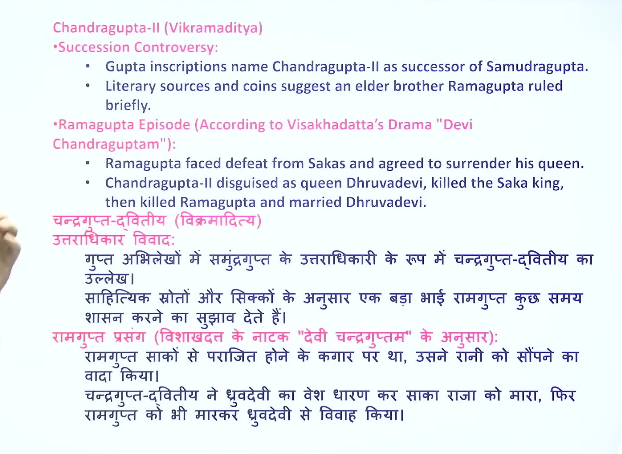 Chandragupta-II (Vikramaditya)
•Succession Controversy:
• Gupta inscriptions name Chandragupta-II as successor of Samudragupta.
• Literary sources and coins suggest an elder brother Ramagupta ruled
briefly.
•Ramagupta Episode (According to Visakhadatta's Drama "Devi
Chandraguptam"):
• Ramagupta faced defeat from Sakas and agreed to surrender his queen.
• Chandragupta-II disguised as queen Dhruvadevi, killed the Saka king,
then killed Ramagupta and married Dhruvadevi.
चन्द्रगुप्त-द्वितीय (विक्रमादित्य)
उत्तराधिकार विवाद:
गुप्त अभिलेखों में समुंद्रगुप्त के उत्तराधिकारी के रूप में चन्द्रगुप्त-द्वितीय का
उल्लेख।
साहित्यिक स्रोतों और सिक्कों के अनुसार एक बड़ा भाई रामगुप्त कुछ समय
शासन करने का सुझाव देते हैं।
रामगुप्त प्रसंग (विशाखदत्त के नाटक "देवी चन्द्रगुप्तम" के अनुसार):
रामगुप्त साकों से पराजित होने के कगार पर था, उसने रानी को सौंपने का
वादा किया।
चन्द्रगुप्त-द्वितीय ने ध्रुवदेवी का वेश धारण कर साका राजा को मारा, फिर
रामगुप्त को भी मारकर ध्रुवदेवी से विवाह किया।